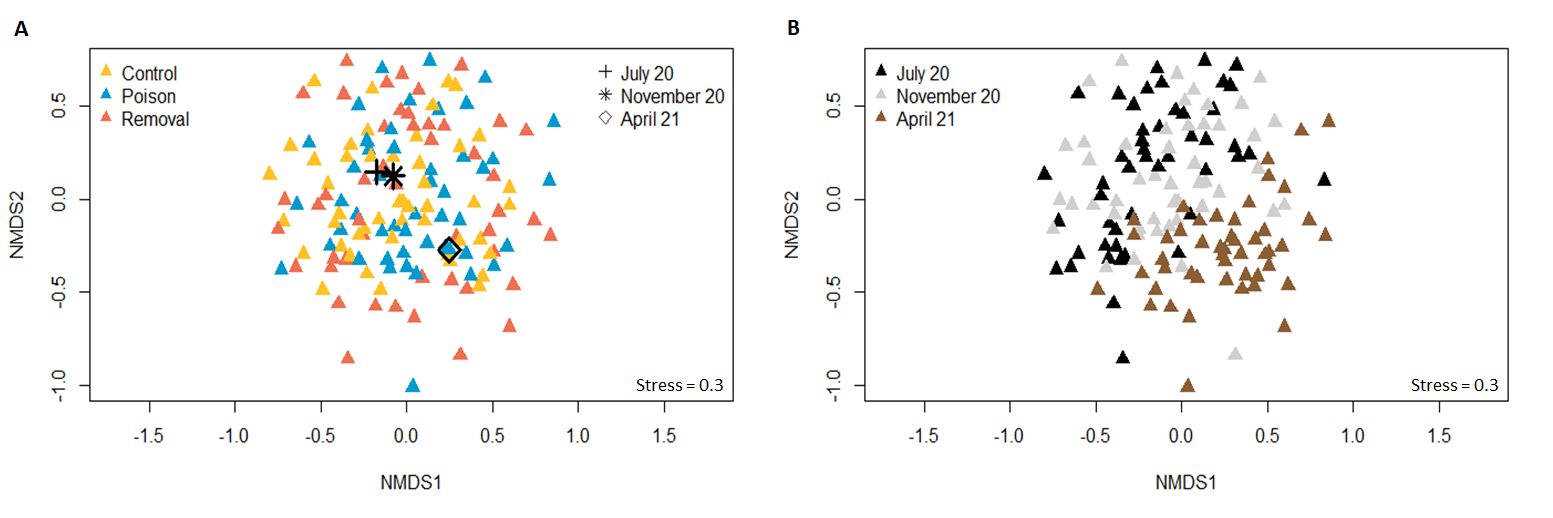 A
Control
Poison
Removal
July 20
November 20
April 21
0.5
0.0
-0.5
-1.0
NMDS2
Stress = 0.3
-1.5
-1.0
-0.5
0.0
0.5
1.0
1.5
NMDS1
B
July 20
November 20
April 21
0.5
0.0
-0.5
-1.0
NMDS2
Stress = 0.3
-1.5
-1.0
-0.5
0.0
0.5
1.0
1.5
NMDS1